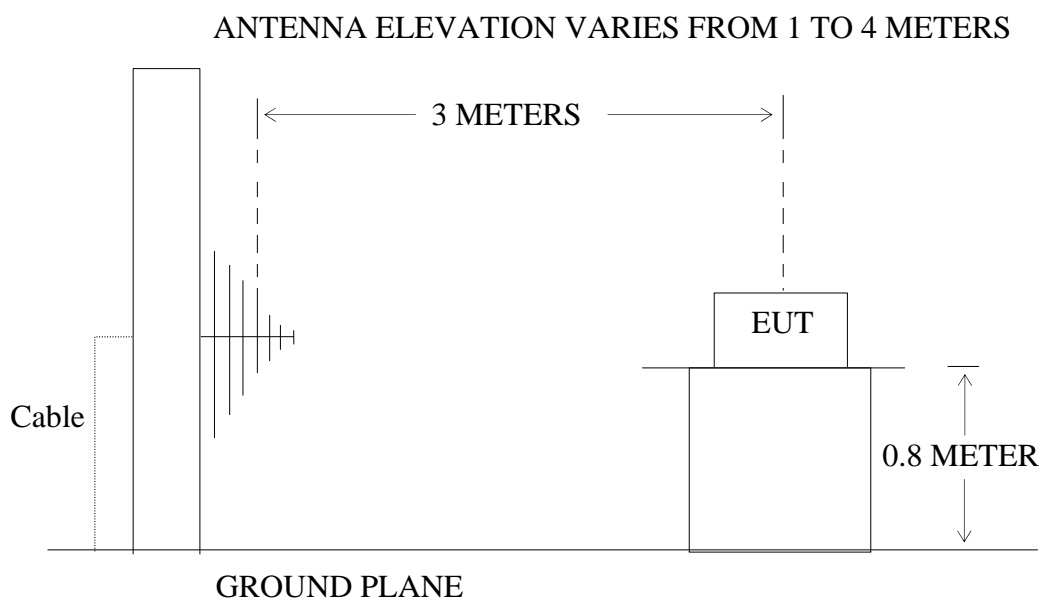 ANTENNA ELEVATION VARIES FROM 1 TO 4 METERS
3 METERS
EUT
Cable
0.8 METER
GROUND PLANE